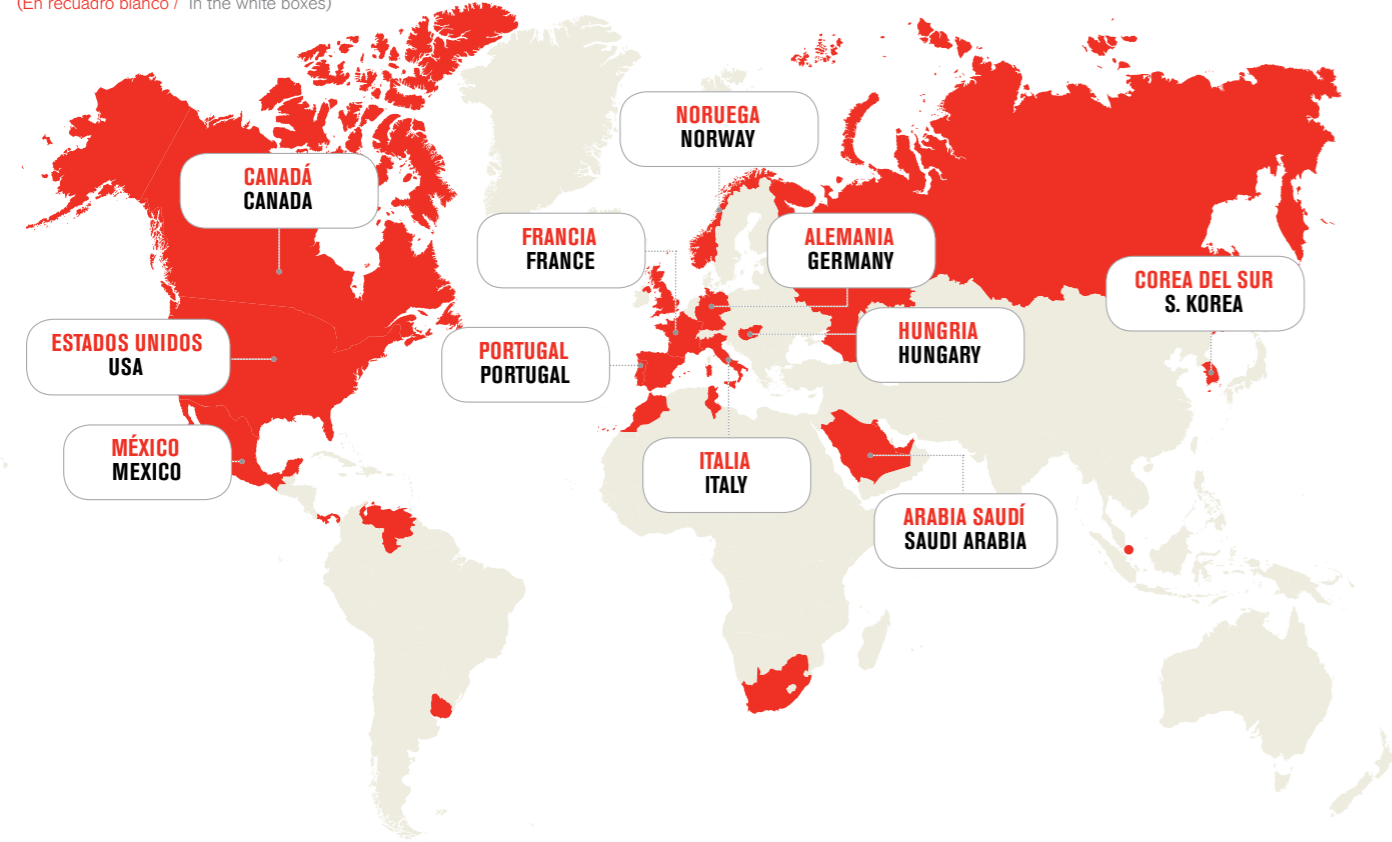 (En recuadro blanco / In the white boxes)
NORUEGA
NORWAY
CANADÁ
CANADA
FRANCIA
FRANCE
ALEMANIA
GERMANY
COREA DEL SUR
S. KOREA
ESTADOS UNIDOS
USA
PORTUGAL
PORTUGAL
HUNGRIA
HUNGARY
MÉXICO
MEXICO
ITALIA
ITALY
ARABIA SAUDÍ
SAUDI ARABIA